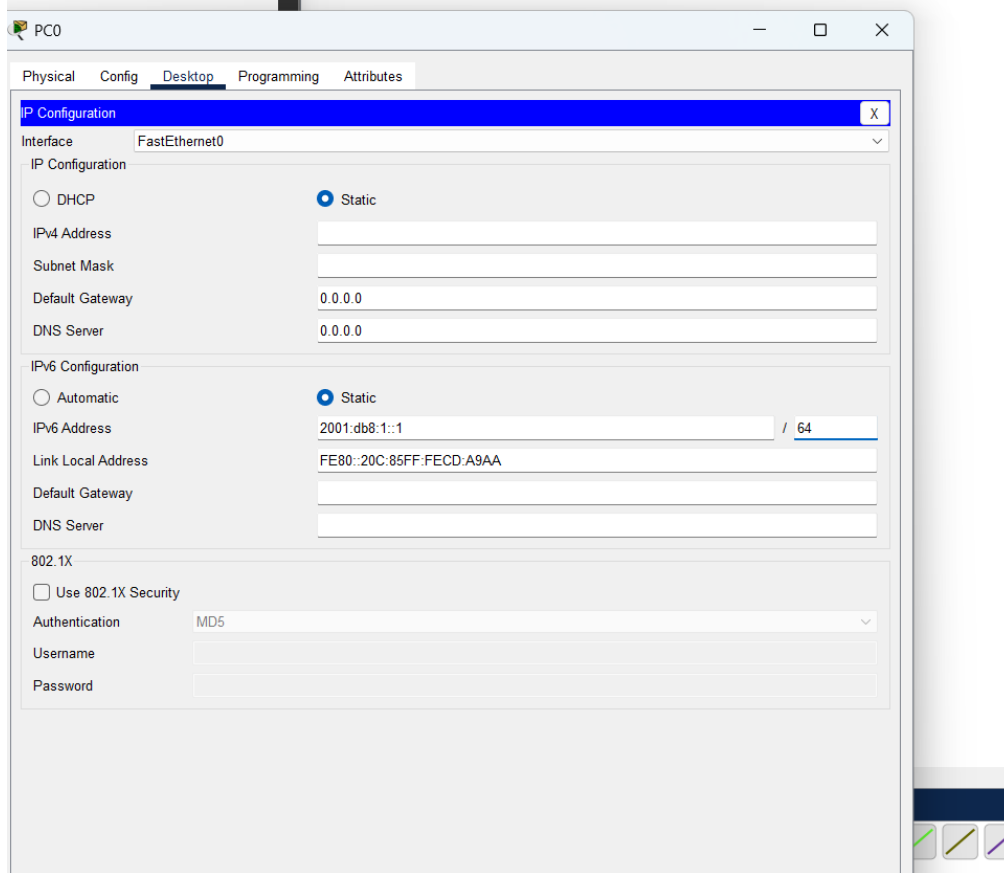 PC0
Physical Config Desktop Programming Attributes
IP Configuration X
Interface FastEthernet0
IP Configuration
DHCP Static
IPv4 Address
Subnet Mask
Default Gateway 0.0.0.0
DNS Server 0.0.0.0
IPv6 Configuration
Automatic Static
IPv6 Address 2001:db8:1::1 / 64
Link Local Address FE80::20C:85FF:FECD:A9AA
Default Gateway
DNS Server
802.1X
Use 802.1X Security
Authentication MD5
Username
Password